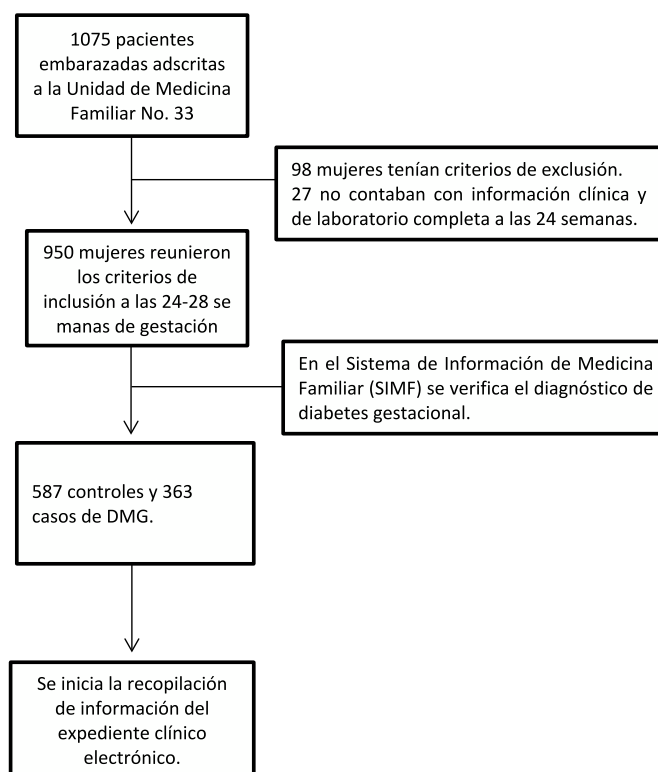 1075 pacientes
embarazadas adscritas
a la Unidad de Medicina
Familiar No. 33
98 mujeres tenían criterios de exclusión.
27 no contaban con información clínica y
de laboratorio completa a las 24 semanas.
950 mujeres reunieron
los criterios de
inclusión a las 24-28 se
manas de gestación
En el Sistema de Información de Medicina
Familiar (SIMF) se verifica el diagnóstico de
diabetes gestacional.
587 controles y 363
casos de DMG.
Se inicia la recopilación
de información del
expediente clínico
electrónico.